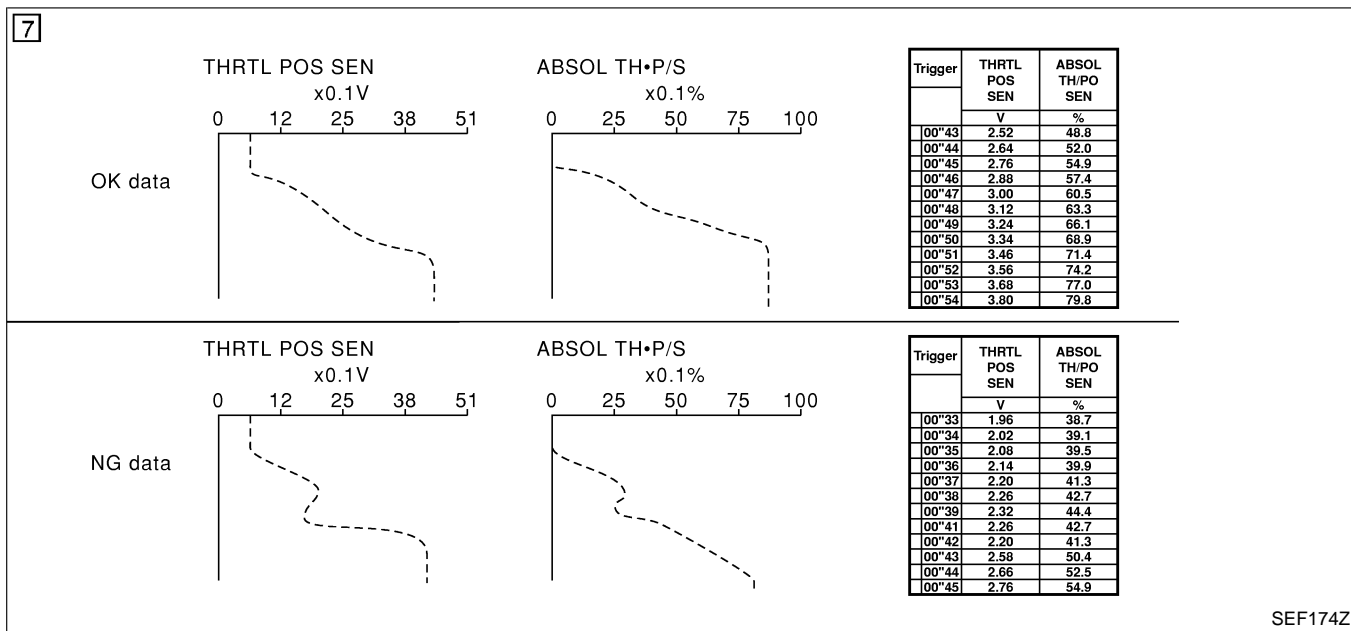 7
THRTL POS SEN
x0.1V
0 12 25 38 51
OK data
ABSOL TH•P/S
x0.1%
0 25 50 75 100
Trigger THRTL POS SEN ABSOL TH/PO SEN
V %
00"43 2.52 48.8
00"44 2.64 52.0
00"45 2.76 54.9
00"46 2.88 57.4
00"47 3.00 60.5
00"48 3.12 63.3
00"49 3.24 66.1
00"50 3.34 68.9
00"51 3.46 71.4
00"52 3.56 74.2
00"53 3.68 77.0
00"54 3.80 79.8
THRTL POS SEN
x0.1V
0 12 25 38 51
NG data
ABSOL TH•P/S
x0.1%
0 25 50 75 100
Trigger THRTL POS SEN ABSOL TH/PO SEN
V %
00"33 1.96 38.7
00"34 2.02 39.1
00"35 2.08 39.5
00"36 2.14 39.9
00"37 2.20 41.3
00"38 2.26 42.7
00"39 2.32 44.4
00"41 2.26 42.7
00"42 2.20 41.3
00"43 2.58 50.4
00"44 2.66 52.5
00"45 2.76 54.9
SEF174Z